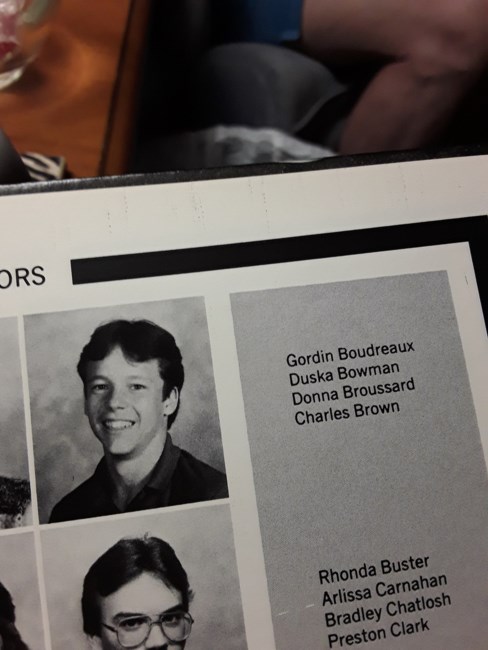 ORS
Gordin Boudreaux
Duska Bowman
Donna Broussard
Charles Brown
Rhonda Buster
Arlissa Carnahan
Bradley Chatlosh
Preston Clark